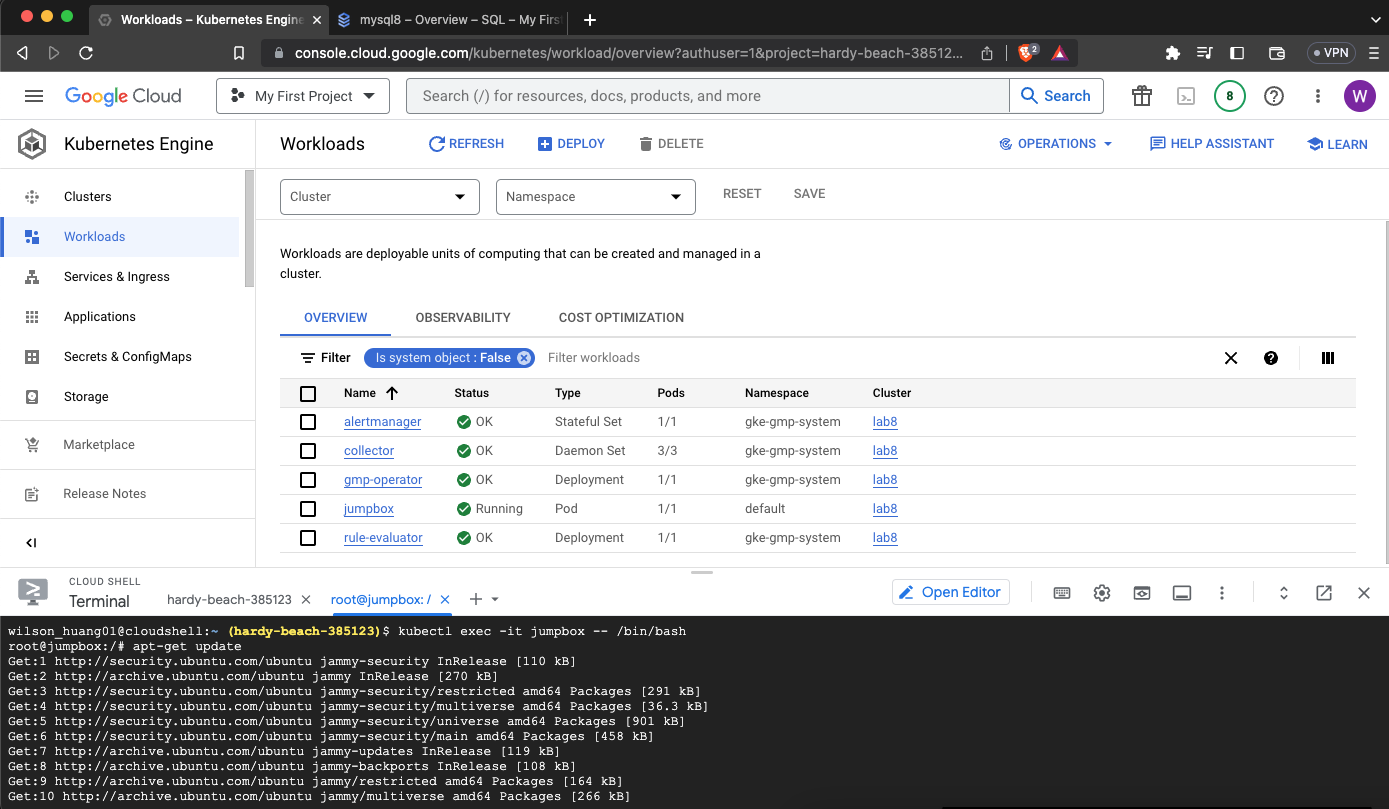 Workloads – Kubernetes Engine
mysql8 – Overview – SQL – My First
console.cloud.google.com/kubernetes/workload/overview?authuser=1&project=hardy-beach-38512...
2
VPN
Google Cloud
My First Project
Search (/) for resources, docs, products, and more
Search
8
W
Kubernetes Engine
Workloads
REFRESH
DEPLOY
DELETE
OPERATIONS
HELP ASSISTANT
LEARN
Clusters
Workloads
Services & Ingress
Applications
Secrets & ConfigMaps
Storage
Marketplace
Release Notes
Cluster
Namespace
RESET
SAVE
Workloads are deployable units of computing that can be created and managed in a
cluster.
OVERVIEW
OBSERVABILITY
COST OPTIMIZATION
Filter
Is system object : False
Filter workloads
Name Status Type Pods Namespace Cluster
alertmanager OK Stateful Set 1/1 gke-gmp-system lab8
collector OK Daemon Set 3/3 gke-gmp-system lab8
gmp-operator OK Deployment 1/1 gke-gmp-system lab8
jumpbox Running Pod 1/1 default lab8
rule-evaluator OK Deployment 1/1 gke-gmp-system lab8
CLOUD SHELL
Terminal
hardy-beach-385123
root@jumpbox: /
Open Editor
wilson_huang01@cloudshell:~ (hardy-beach-385123)$ kubectl exec -it jumpbox -- /bin/bash
root@jumpbox:/# apt-get update
Get:1 http://security.ubuntu.com/ubuntu jammy-security InRelease [110 kB]
Get:2 http://archive.ubuntu.com/ubuntu jammy InRelease [270 kB]
Get:3 http://security.ubuntu.com/ubuntu jammy-security/restricted amd64 Packages [291 kB]
Get:4 http://security.ubuntu.com/ubuntu jammy-security/multiverse amd64 Packages [36.3 kB]
Get:5 http://security.ubuntu.com/ubuntu jammy-security/universe amd64 Packages [901 kB]
Get:6 http://security.ubuntu.com/ubuntu jammy-security/main amd64 Packages [458 kB]
Get:7 http://archive.ubuntu.com/ubuntu jammy-updates InRelease [119 kB]
Get:8 http://archive.ubuntu.com/ubuntu jammy-backports InRelease [108 kB]
Get:9 http://archive.ubuntu.com/ubuntu jammy/restricted amd64 Packages [164 kB]
Get:10 http://archive.ubuntu.com/ubuntu jammy/multiverse amd64 Packages [266 kB]